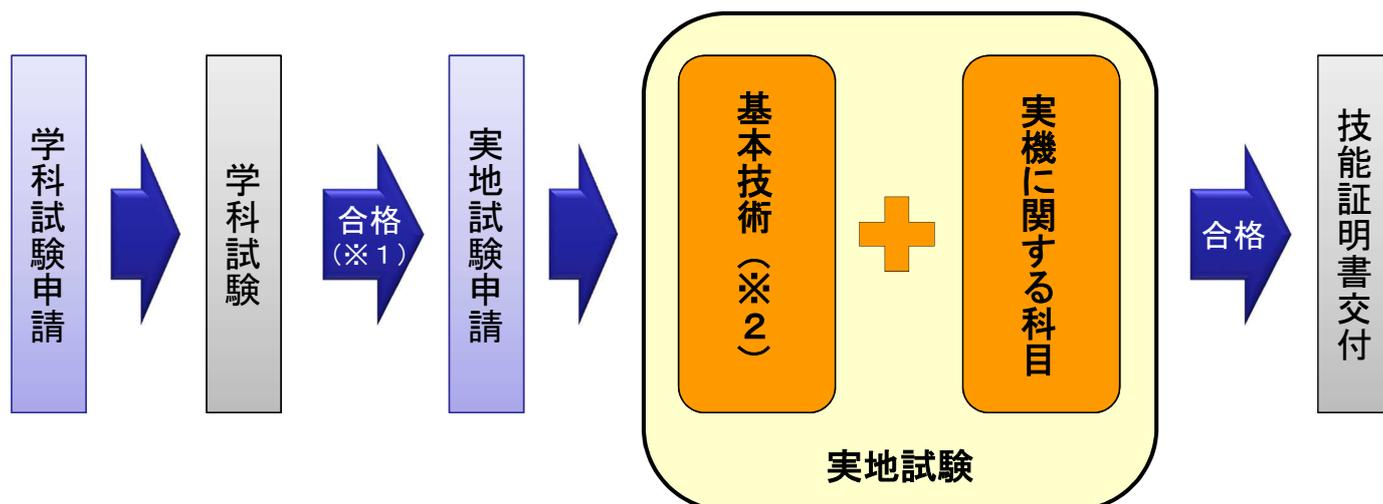 学科試験申請
学科試験
合格
（※１）
実地試験申請
基本技術（※２）
実機に関する科目
実地試験
合格
技能証明書交付